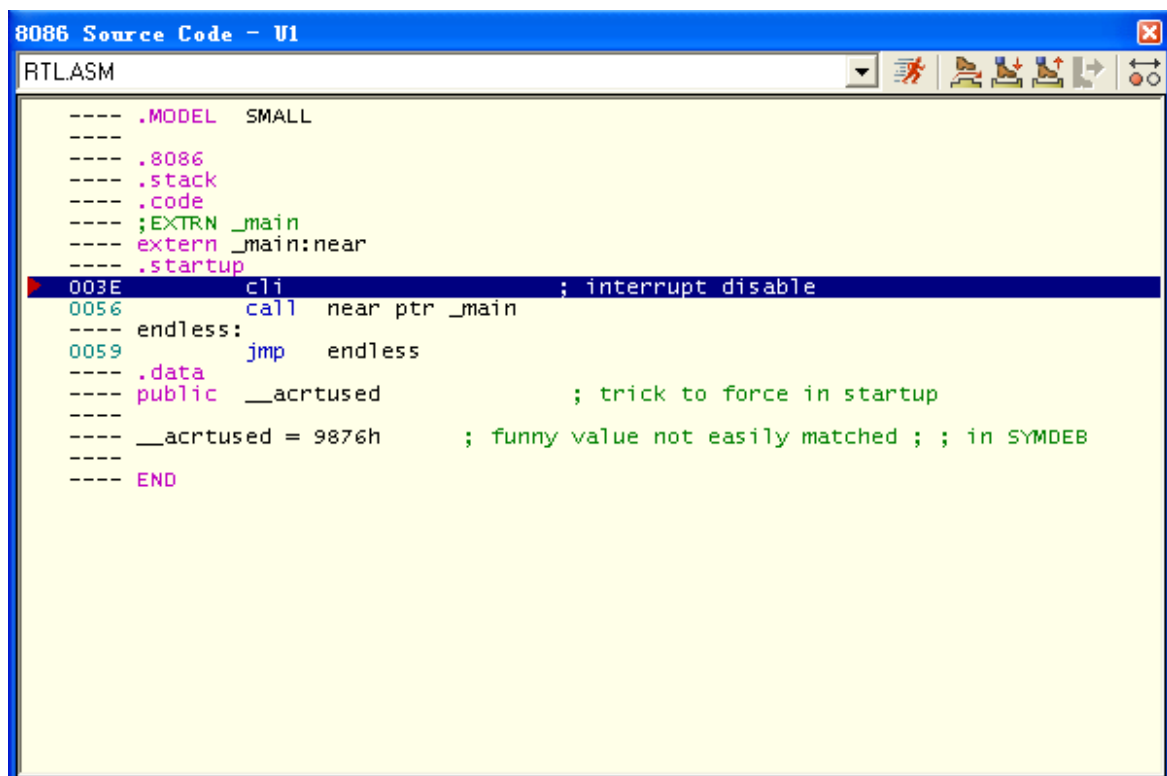 8086 Source Code - U1
RTL.ASM
---- .MODEL SMALL
----
---- .8086
---- .stack
---- .code
---- ;EXTRN _main
---- extern _main:near
---- .startup
003E cli ; interrupt disable
0056 call near ptr _main
---- endless:
0059 jmp endless
---- .data
---- public __acrtused ; trick to force in startup
----
---- __acrtused = 9876h ; funny value not easily matched ; ; in SYMDEB
----
---- END